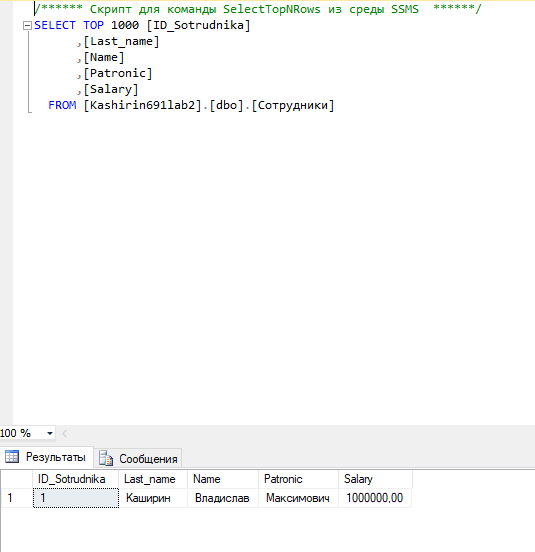 /****** Скрипт для команды SelectTopNRows из среды SSMS  ******/
SELECT TOP 1000 [ID_Sotrudnika]
,[Last_name]
,[Name]
,[Patronic]
,[Salary]
FROM [Kashirin691lab2].[dbo].[Сотрудники]
100 %
Результаты Сообщения
ID_Sotrudnika Last_name Name Patronic Salary
1 1 Каширин Владислав Максимович 1000000,00